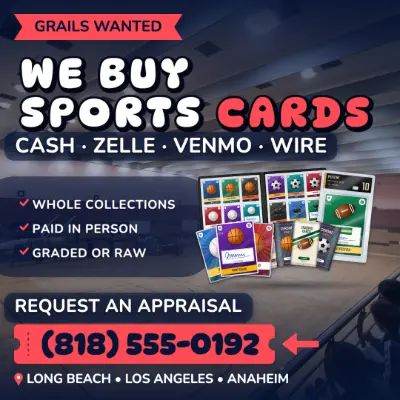 GRAILS WANTED
WE BUY
SPORTS CARDS
CASH · ZELLE · VENMO · WIRE
WHOLE COLLECTIONS
PAID IN PERSON
GRADED OR RAW
10
REQUEST AN APPRAISAL
(818) 555-0192
LONG BEACH • LOS ANGELES • ANAHEIM